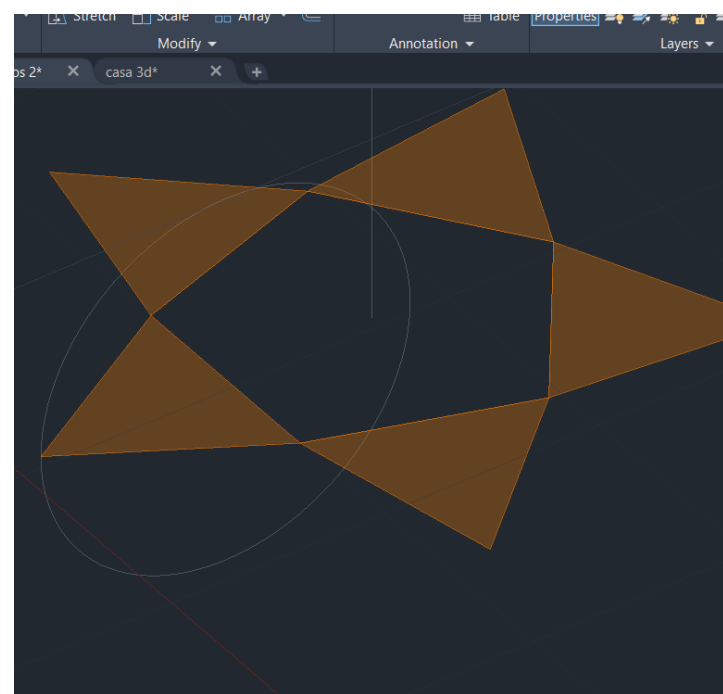 Stretch Scale Array Table Properties
Modify Annotation Layers
os 2* casa 3d*